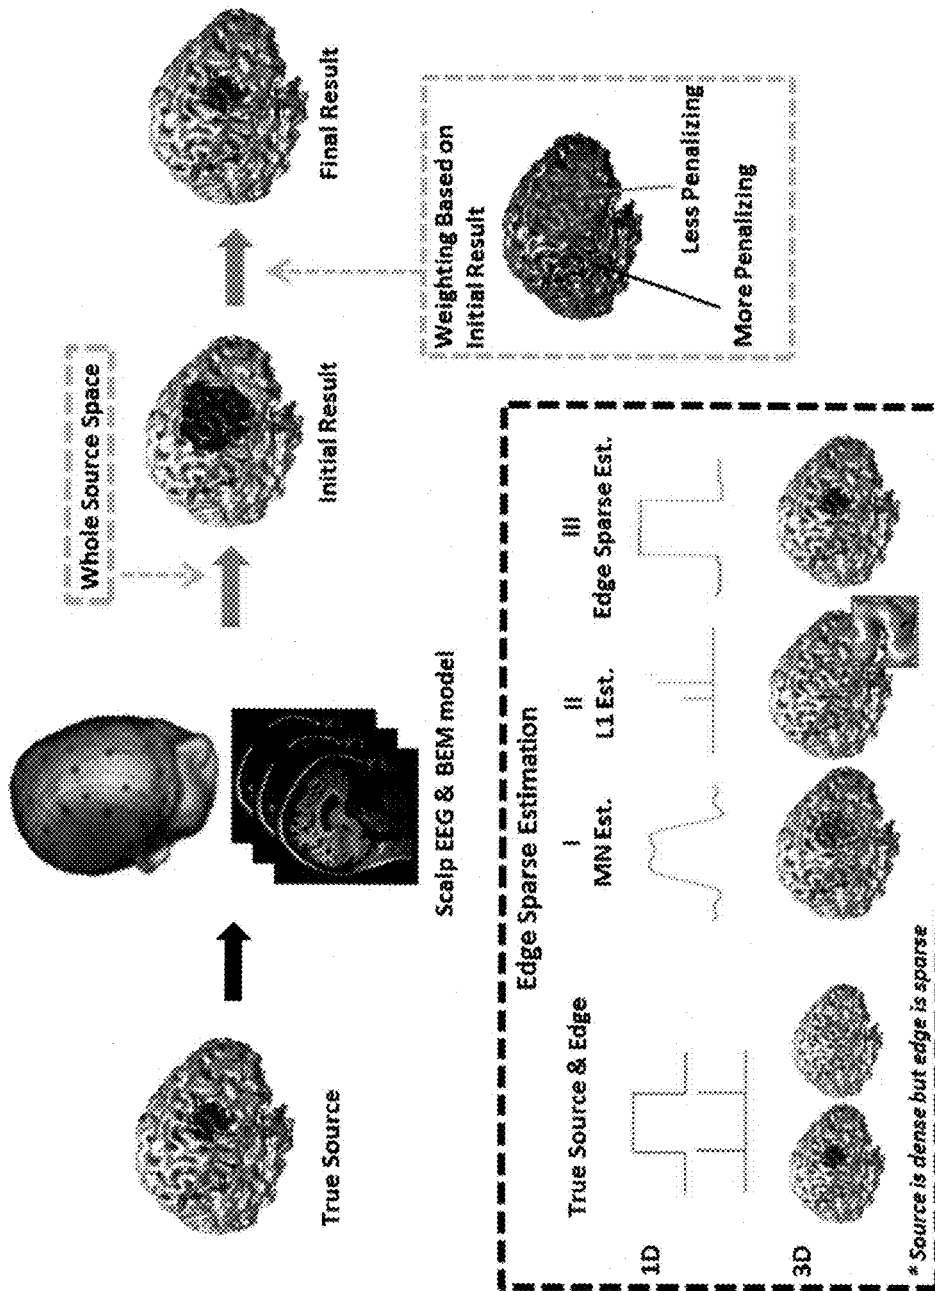 True Source
Scalp EEG & BEM model
Whole Source Space
Initial Result
Final Result
Weighting Based on
Initial Result
More Penalizing
Less Penalizing
Edge Sparse Estimation
True Source & Edge
I
MN Est.
II
L1 Est.
III
Edge Sparse Est.
1D
3D
* Source is dense but edge is sparse